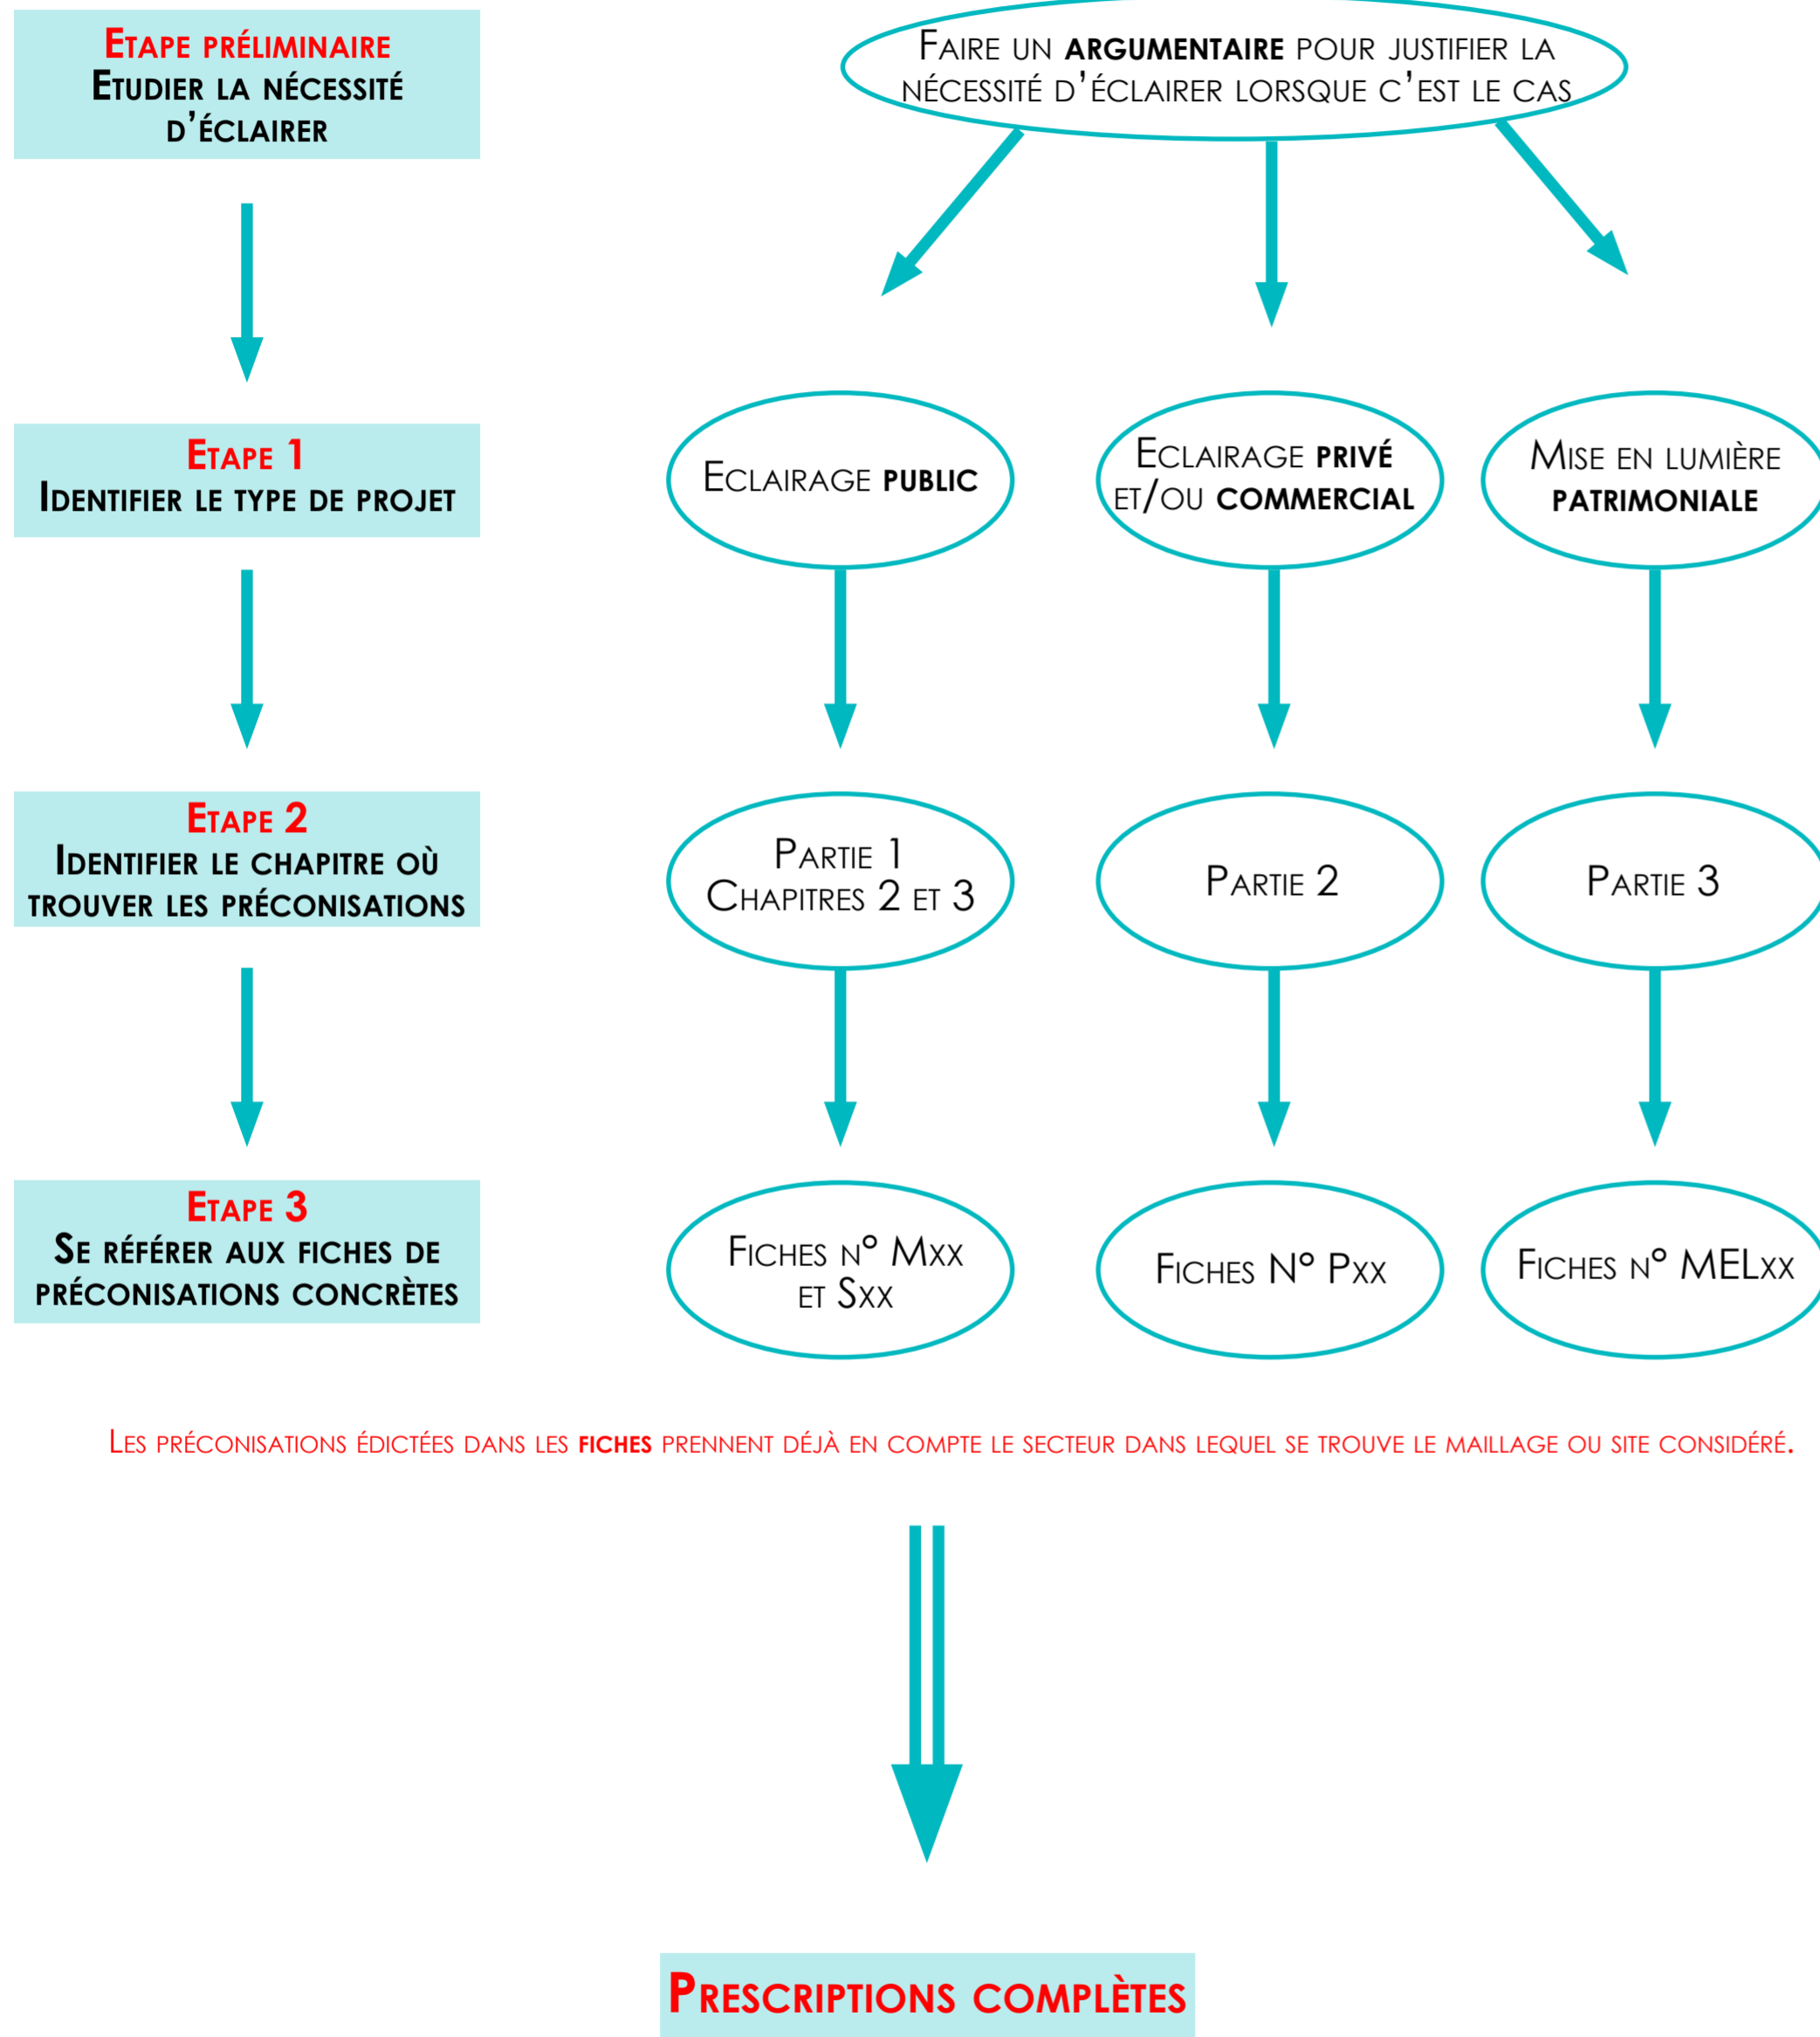 Etape préliminaire
Etudier la nécessité
d'éclairer
Faire un argumentaire pour justifier la
nécessité d'éclairer lorsque c'est le cas
Etape 1
Identifier le type de projet
Eclairage public
Eclairage privé
et/ou commercial
Mise en lumière
patrimoniale
Etape 2
Identifier le chapitre où
trouver les préconisations
Partie 1
Chapitres 2 et 3
Partie 2
Partie 3
Etape 3
Se référer aux fiches de
préconisations concrètes
Fiches n° Mxx
et Sxx
Fiches N° Pxx
Fiches n° MELxx
Les préconisations édictées dans les fiches prennent déjà en compte le secteur dans lequel se trouve le maillage ou site considéré.
Prescriptions complètes